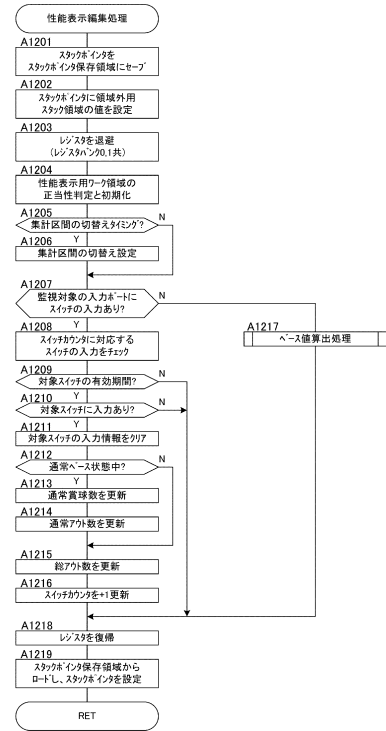 性能表示編集処理
A1201
スタックポインタを
スタックポインタ保存領域にセーブ
A1202
スタックポインタに領域外用
スタック領域の値を設定
A1203
レジスタを退避
(レジスタバンク0,1共)
A1204
性能表示用ワーク領域の
正当性判定と初期化
A1205
集計区間の切替えタイミング?
N
Y
A1206
集計区間の切替え設定
A1207
監視対象の入力ポートに
スイッチの入力あり?
N
Y
A1208
スイッチカウンタに対応する
スイッチの入力をチェック
A1217
ベース値算出処理
A1209
対象スイッチの有効期間?
N
Y
A1210
対象スイッチに入力あり?
N
Y
A1211
対象スイッチの入力情報をクリア
A1212
通常ベース状態中?
N
Y
A1213
通常賞球数を更新
A1214
通常アウト数を更新
A1215
総アウト数を更新
A1216
スイッチカウンタを+1更新
A1218
レジスタを復帰
A1219
スタックポインタ保存領域から
ロードし、スタックポインタを設定
RET